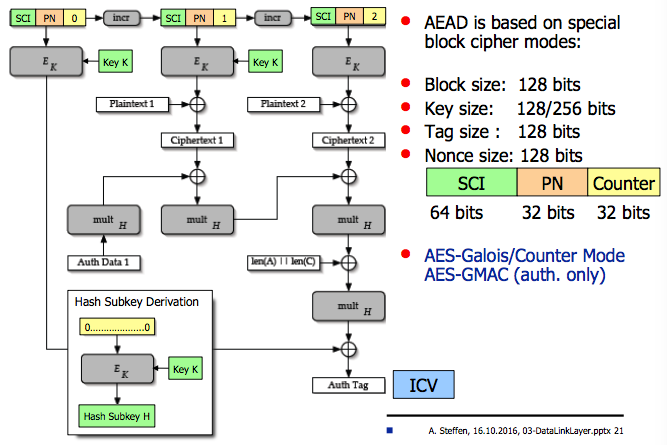 SCI PN 0 incr SCI PN 1 incr SCI PN 2
E K Key K E K Key K E K
Plaintext 1 Plaintext 2
Ciphertext 1 Ciphertext 2
mult H mult H mult H
Auth Data 1 len(A) || len(C)
mult H
Hash Subkey Derivation
0...................0
E K Key K
Hash Subkey H
Auth Tag ICV
AEAD is based on special
block cipher modes:
Block size: 128 bits
Key size: 128/256 bits
Tag size : 128 bits
Nonce size: 128 bits
SCI PN Counter
64 bits 32 bits 32 bits
AES-Galois/Counter Mode
AES-GMAC (auth. only)
A. Steffen, 16.10.2016, 03-DataLinkLayer.pptx 21